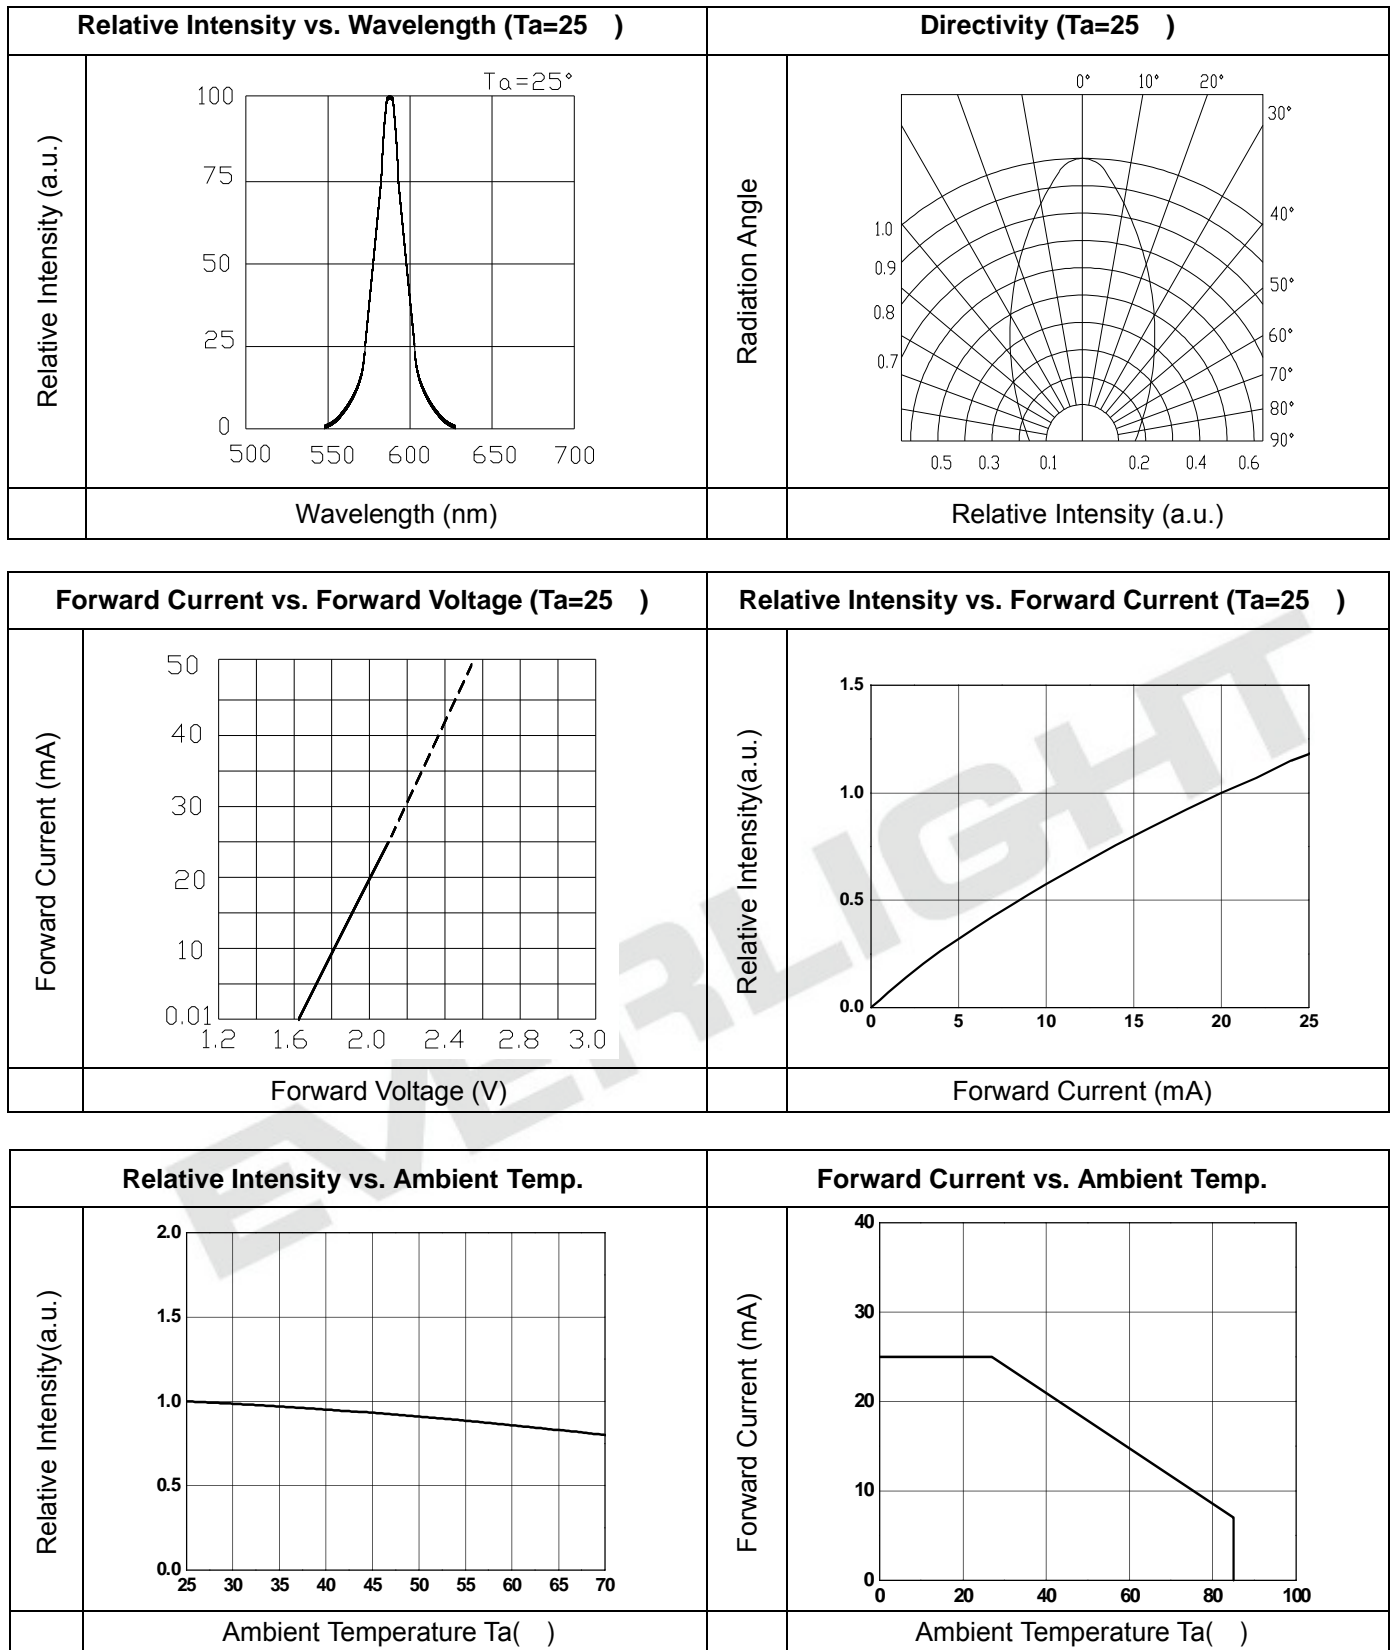 Relative Intensity vs. Wavelength (Ta=25 )
Directivity (Ta=25 )
Relative Intensity (a.u.)
Ta=25°
100
75
50
25
0
500 550 600 650 700
Wavelength (nm)
Radiation Angle
0° 10° 20°
30°
40°
50°
60°
70°
80°
90°
1.0
0.9
0.8
0.7
0.5 0.3 0.1 0.2 0.4 0.6
Relative Intensity (a.u.)
Forward Current vs. Forward Voltage (Ta=25 )
Relative Intensity vs. Forward Current (Ta=25 )
Forward Current (mA)
50
40
30
20
10
0.01
1.2 1.6 2.0 2.4 2.8 3.0
Forward Voltage (V)
Relative Intensity(a.u.)
1.5
1.0
0.5
0.0
0 5 10 15 20 25
Forward Current (mA)
EVERLIGHT
Relative Intensity vs. Ambient Temp.
Forward Current vs. Ambient Temp.
Relative Intensity(a.u.)
2.0
1.5
1.0
0.5
0.0
25 30 35 40 45 50 55 60 65 70
Ambient Temperature Ta( )
Forward Current (mA)
40
30
20
10
0
0 20 40 60 80 100
Ambient Temperature Ta( )